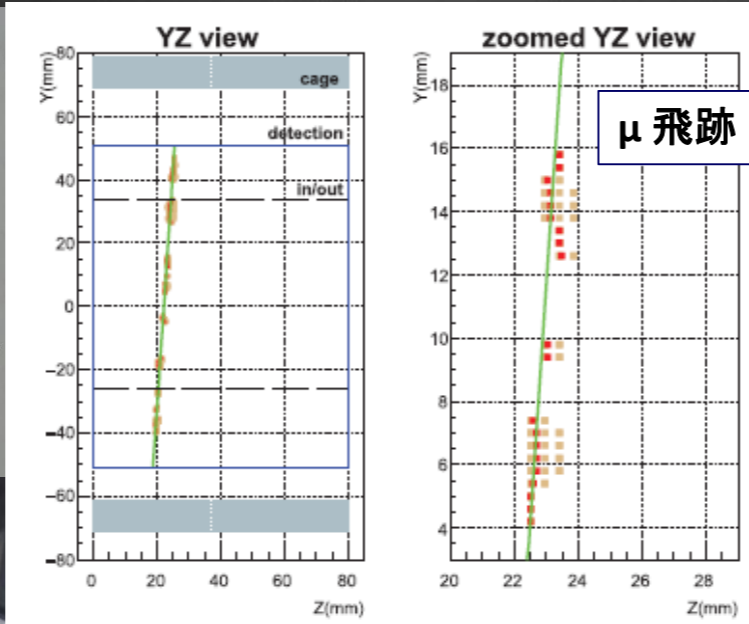 YZ view
Y(mm)
80
60
40
20
0
−20
−40
−60
−80
cage
detection
in/out
0
20
40
60
80
Z(mm)
zoomed YZ view
Y(mm)
18
16
14
12
10
8
6
4
μ 飛跡
20
22
24
26
28
Z(mm)